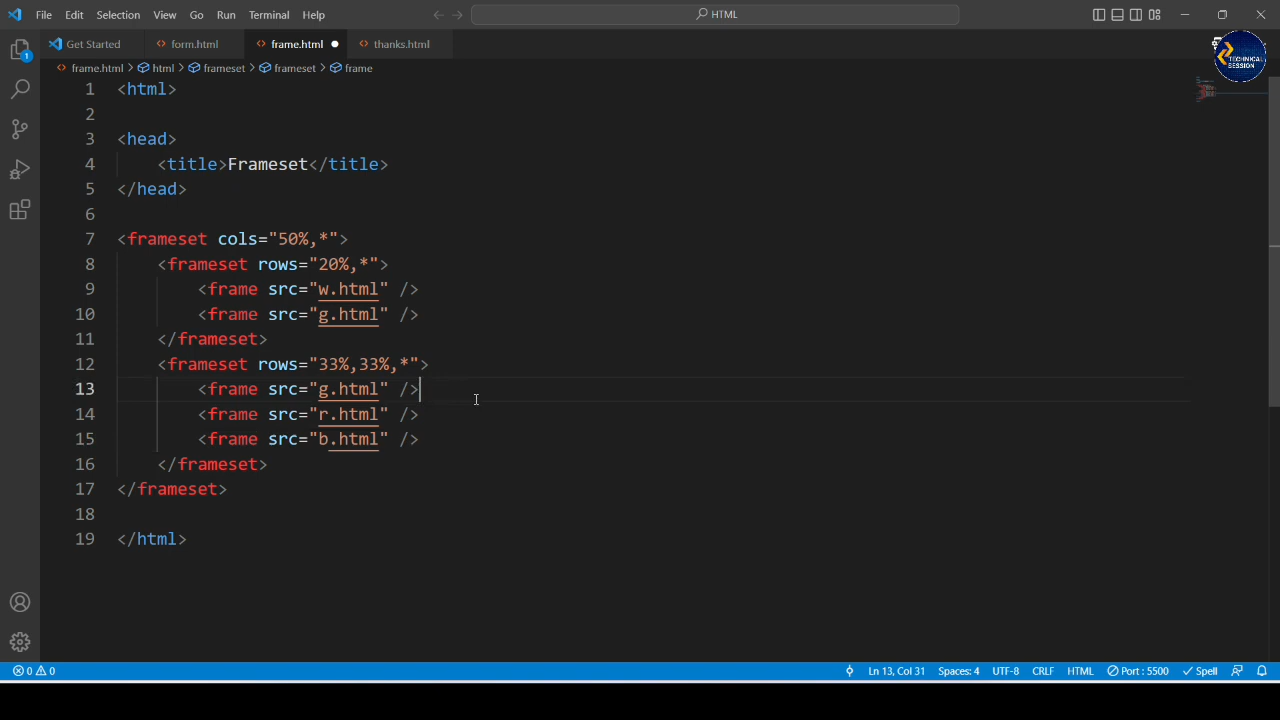 File Edit Selection View Go Run Terminal Help HTML
Get Started form.html frame.html thanks.html
TECHNICAL
SESSION
frame.html > html > frameset > frameset > frame
1 <html>
2
3 <head>
4 <title>Frameset</title>
5 </head>
6
7 <frameset cols="50%,*">
8 <frameset rows="20%,*">
9 <frame src="w.html" />
10 <frame src="g.html" />
11 </frameset>
12 <frameset rows="33%,33%,*">
13 <frame src="g.html" />
14 <frame src="r.html" />
15 <frame src="b.html" />
16 </frameset>
17 </frameset>
18
19 </html>
1
0 0 Ln 13, Col 31 Spaces: 4 UTF-8 CRLF HTML Port : 5500 Spell